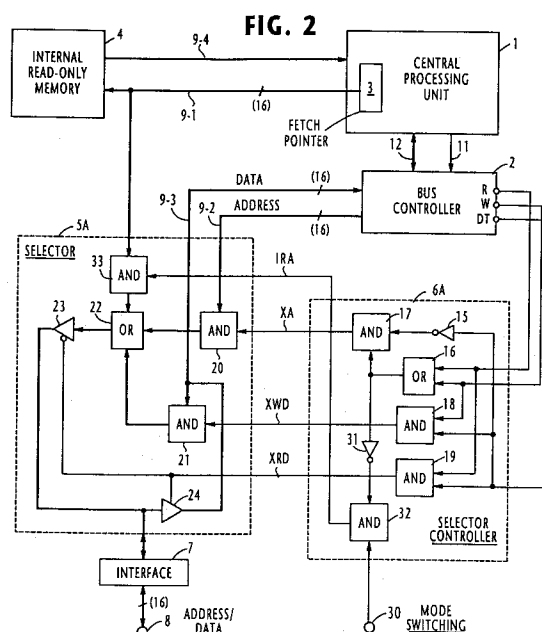 FIG. 2
4
INTERNAL
READ-ONLY
MEMORY
9-4
9-1
(16)
1
CENTRAL
PROCESSING
UNIT
3
FETCH
POINTER
12
11
2
BUS
CONTROLLER
R
W
DT
DATA
(16)
ADDRESS
(16)
9-3
9-2
5A
SELECTOR
33
AND
IRA
6A
23
22
OR
AND
20
XA
17
AND
15
16
OR
AND
21
XWD
18
AND
31
XRD
19
AND
24
AND
32
SELECTOR
CONTROLLER
7
INTERFACE
(16)
8
ADDRESS/
DATA
30
MODE
SWITCHING